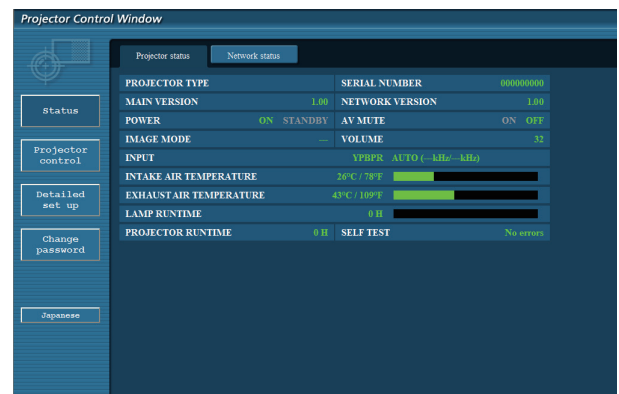 Projector Control Window
Projector status
Network status
Status
Projector control
Detailed set up
Change password
Japanese
PROJECTOR TYPE
SERIAL NUMBER 000000000
MAIN VERSION 1.00
NETWORK VERSION 1.00
POWER ON STANDBY
AV MUTE ON OFF
IMAGE MODE ---
VOLUME 32
INPUT YPBPR AUTO (---kHz/---kHz)
INTAKE AIR TEMPERATURE 26°C / 78°F
EXHAUST AIR TEMPERATURE 43°C / 109°F
LAMP RUNTIME 0 H
PROJECTOR RUNTIME 0 H
SELF TEST No errors